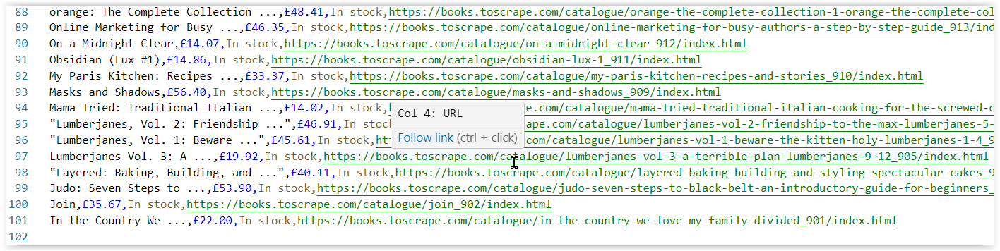 88 orange: The Complete Collection ...,£48.41,In stock,https://books.toscrape.com/catalogue/orange-the-complete-collection-1-orange-the-complete-col
89 Online Marketing for Busy ...,£46.35,In stock,https://books.toscrape.com/catalogue/online-marketing-for-busy-authors-a-step-by-step-guide_913/ind
90 On a Midnight Clear,£14.07,In stock,https://books.toscrape.com/catalogue/on-a-midnight-clear_912/index.html
91 Obsidian (Lux #1),£14.86,In stock,https://books.toscrape.com/catalogue/obsidian-lux-1_911/index.html
92 My Paris Kitchen: Recipes ...,£33.37,In stock,https://books.toscrape.com/catalogue/my-paris-kitchen-recipes-and-stories_910/index.html
93 Masks and Shadows,£56.40,In stock,https://books.toscrape.com/catalogue/masks-and-shadows_909/index.html
94 Mama Tried: Traditional Italian ...,£14.02,In stock,h .toscrape.com/catalogue/mama-tried-traditional-italian-cooking-for-the-screwed-c
Col 4: URL
95 "Lumberjanes, Vol. 2: Friendship ...",£46.91,In stoc rape.com/catalogue/lumberjanes-vol-2-friendship-to-the-max-lumberjanes-5-
Follow link (ctrl + click)
96 "Lumberjanes, Vol. 1: Beware ...",£45.61,In stock,h scrape.com/catalogue/lumberjanes-vol-1-beware-the-kitten-holy-lumberjanes-1-4_9
97 Lumberjanes Vol. 3: A ...,£19.92,In stock,https://books.toscrape.com/catalogue/lumberjanes-vol-3-a-terrible-plan-lumberjanes-9-12_905/index.html
98 "Layered: Baking, Building, and ...",£40.11,In stock,https://books.toscrape.com/catalogue/layered-baking-building-and-styling-spectacular-cakes_9
99 Judo: Seven Steps to ...,£53.90,In stock,https://books.toscrape.com/catalogue/judo-seven-steps-to-black-belt-an-introductory-guide-for-beginners_
100 Join,£35.67,In stock,https://books.toscrape.com/catalogue/join_902/index.html
101 In the Country We ...,£22.00,In stock,https://books.toscrape.com/catalogue/in-the-country-we-love-my-family-divided_901/index.html
102